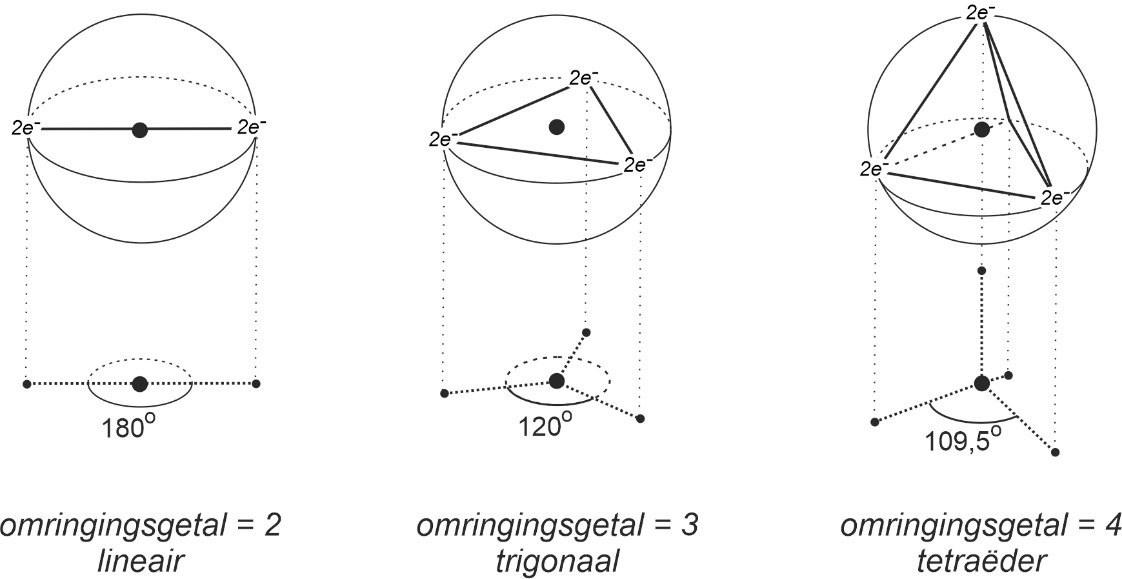 2e⁻ 2e⁻
180°
omringingsgetal = 2
lineair
2e⁻
2e⁻
2e⁻
120°
omringingsgetal = 3
trigonaal
2e⁻
2e⁻
2e⁻
109,5°
omringingsgetal = 4
tetraëder